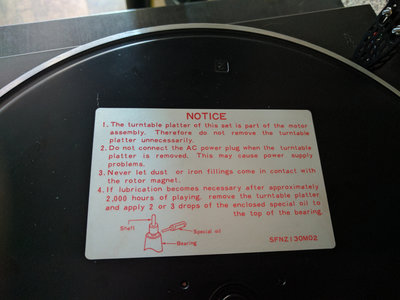 NOTICE
1. The turntable platter of this set is part of the motor
assembly. Therefore do not remove the turntable
platter unnecessarily.
2. Do not connect the AC power plug when the turntable
platter is removed. This may cause power supply
problems.
3. Never let dust or iron fillings come in contact with
the rotor magnet.
4. If lubrication becomes necessary after approximately
2,000 hours of playing, remove the turntable platter
and apply 2 or 3 drops of the enclosed special oil to
the top of the bearing.
Shaft
Special oil
Bearing
SFNZ130M02